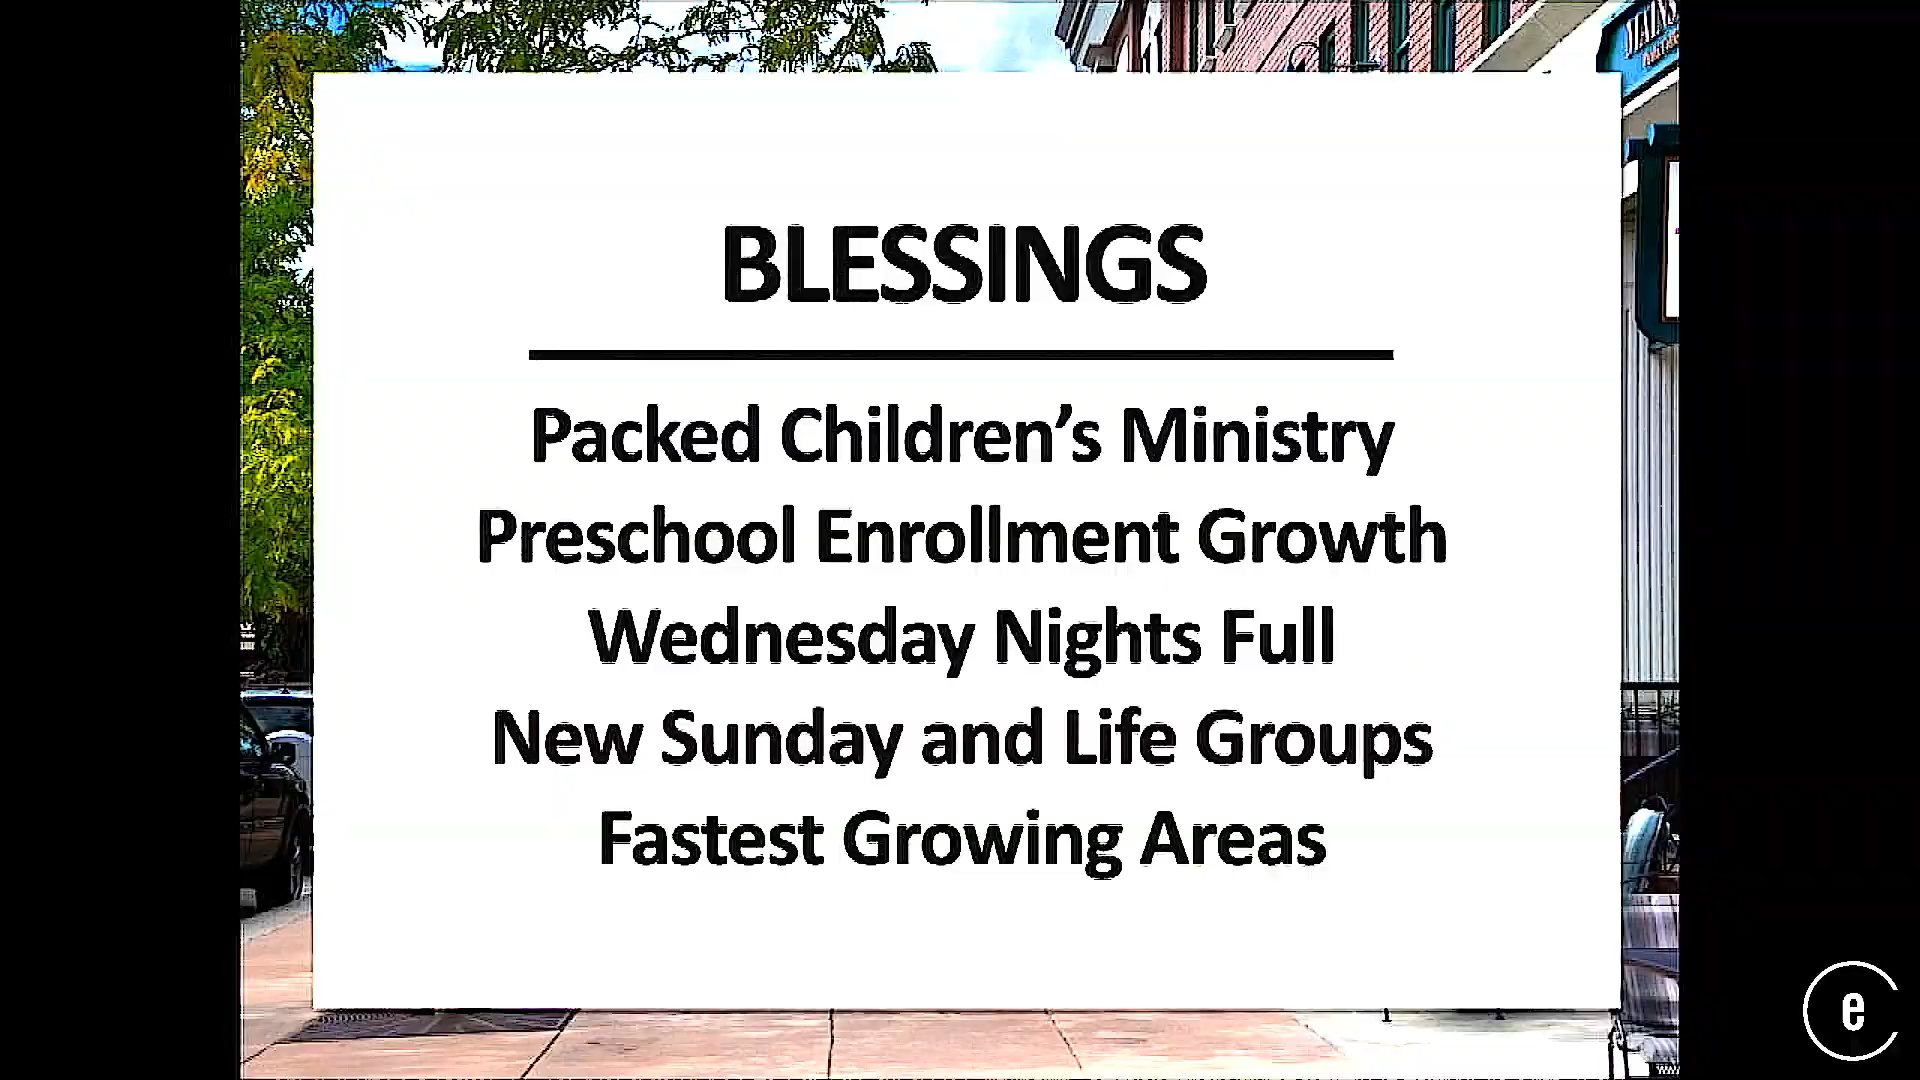 BLESSINGS
Packed Children’s Ministry
Preschool Enrollment Growth
Wednesday Nights Full
New Sunday and Life Groups
Fastest Growing Areas
e